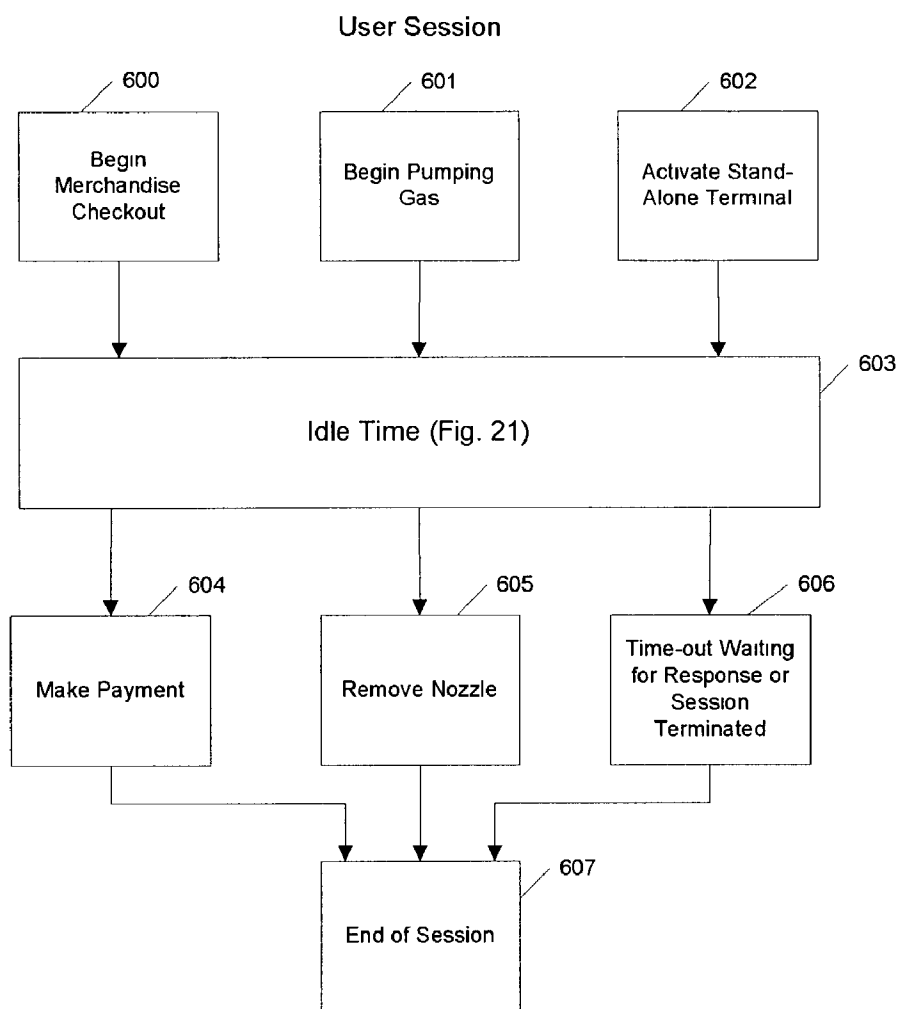 User Session
600
601
602
Begin
Merchandise
Checkout
Begin Pumping
Gas
Activate Stand-
Alone Terminal
603
Idle Time (Fig. 21)
604
605
606
Make Payment
Remove Nozzle
Time-out Waiting
for Response or
Session
Terminated
607
End of Session